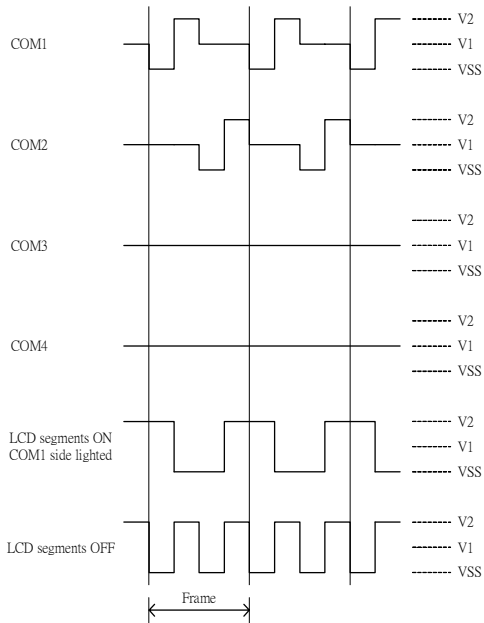 COM1
V2
V1
VSS
COM2
V2
V1
VSS
COM3
V2
V1
VSS
COM4
V2
V1
VSS
LCD segments ON
COM1 side lighted
V2
V1
VSS
LCD segments OFF
V2
V1
VSS
Frame